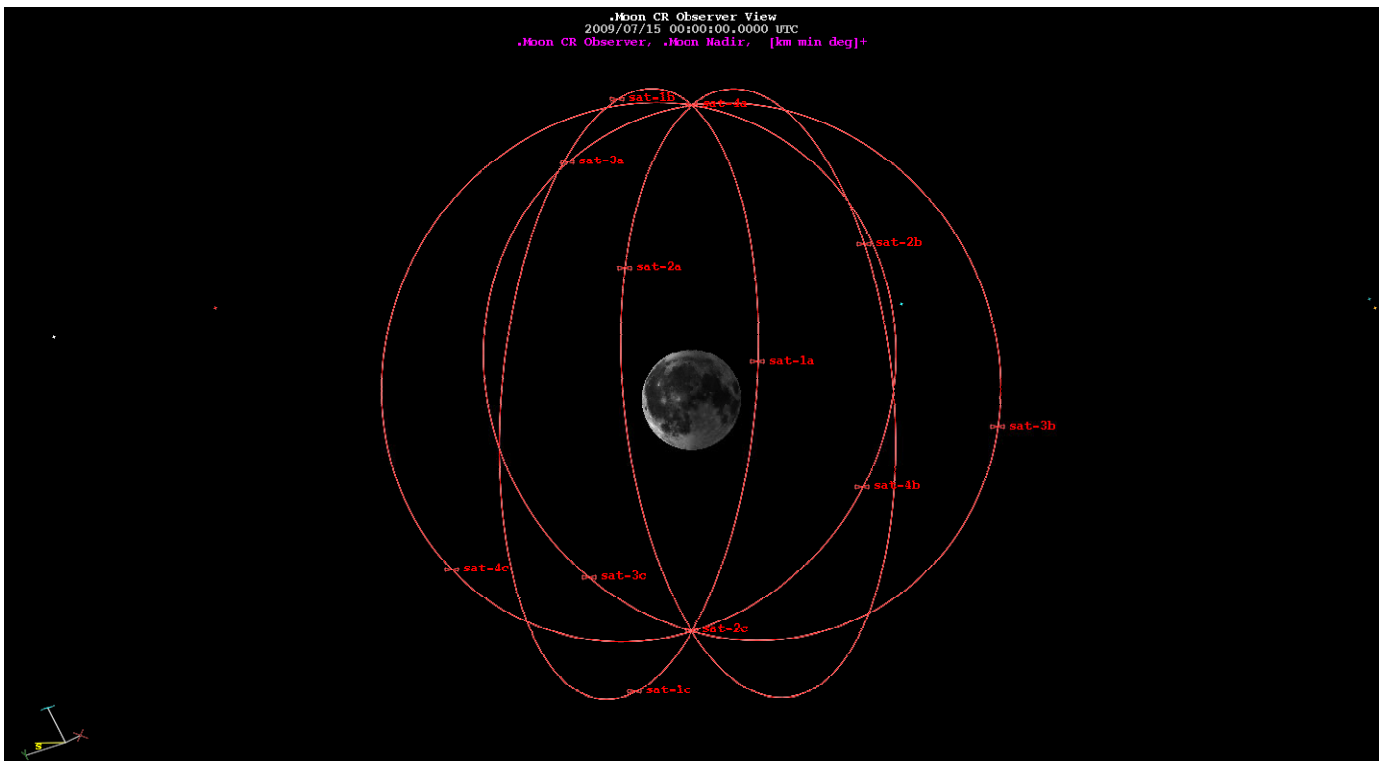 .Moon CR Observer View
2009/07/15 00:00:00.0000 UTC
.Moon CR Observer, .Moon Nadir, [km min deg]+
sat-1b
sat-4a
sat-3a
sat-2b
sat-2a
sat-1a
sat-3b
sat-4b
sat-4c
sat-3c
sat-2c
sat-1c
S
Y